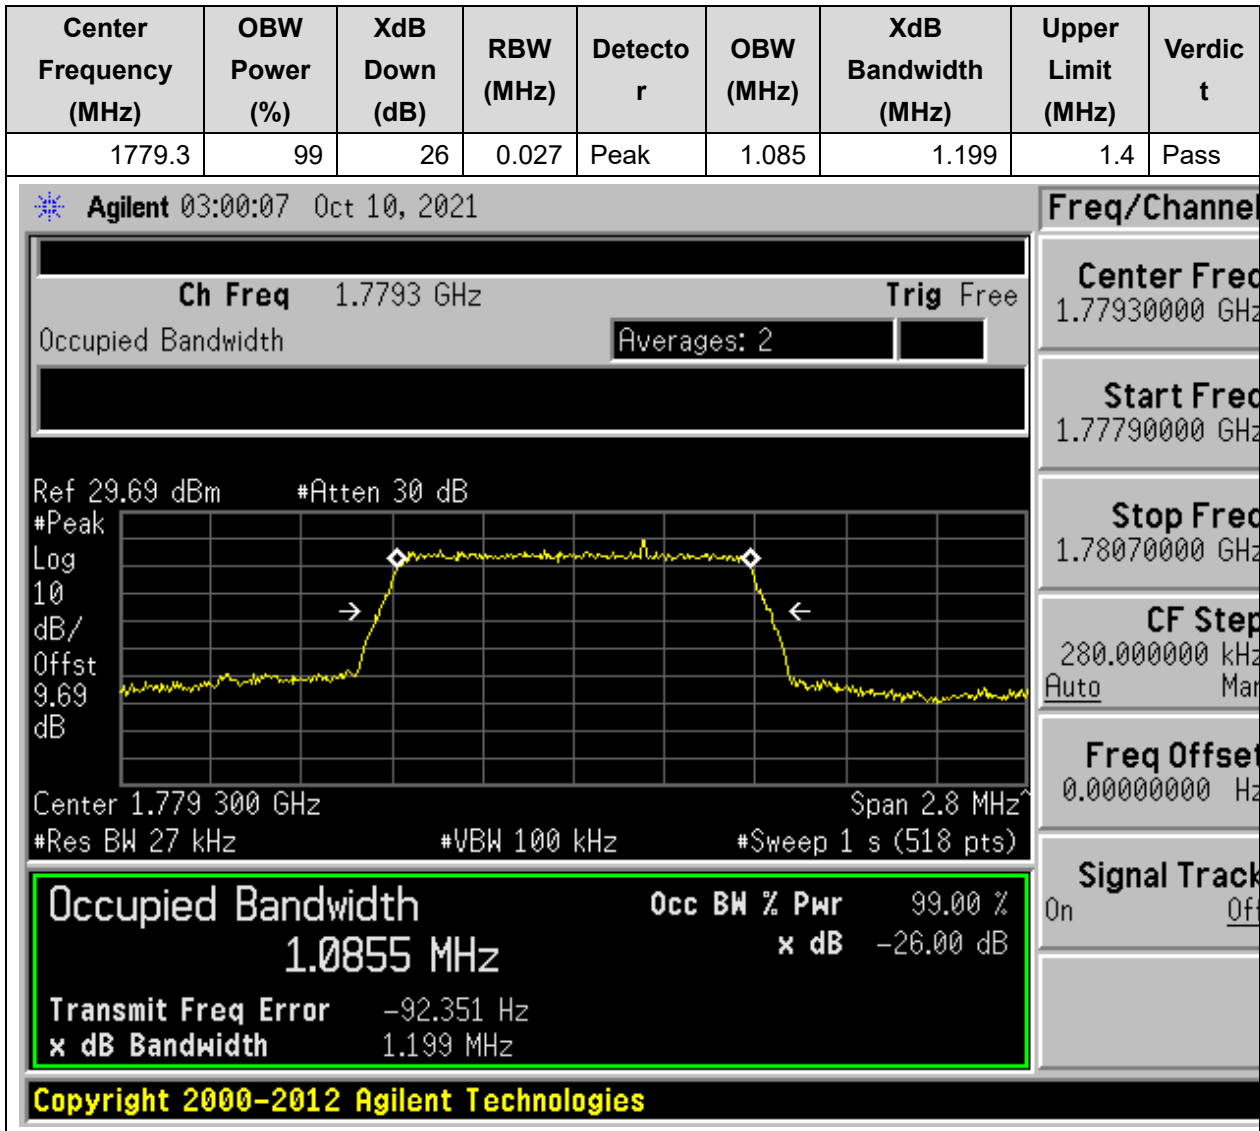 Center Frequency (MHz) OBW Power (%) XdB Down (dB) RBW (MHz) Detecto r OBW (MHz) XdB Bandwidth (MHz) Upper Limit (MHz) Verdic t
1779.3 99 26 0.027 Peak 1.085 1.199 1.4 Pass
Agilent 03:00:07 Oct 10, 2021 Freq/Channel
Ch Freq 1.7793 GHz Trig Free
Occupied Bandwidth Averages: 2
Center Freq
1.77930000 GHz
Start Freq
1.77790000 GHz
Stop Freq
1.78070000 GHz
CF Step
280.000000 kHz
Auto Man
Freq Offset
0.00000000 Hz
Signal Track
On Off
Ref 29.69 dBm #Atten 30 dB
#Peak
Log
10
dB/
Offst
9.69
dB
Center 1.779 300 GHz Span 2.8 MHz^
#Res BW 27 kHz #VBW 100 kHz #Sweep 1 s (518 pts)
Occupied Bandwidth Occ BW % Pwr 99.00 %
1.0855 MHz x dB -26.00 dB
Transmit Freq Error -92.351 Hz
x dB Bandwidth 1.199 MHz
Copyright 2000-2012 Agilent Technologies